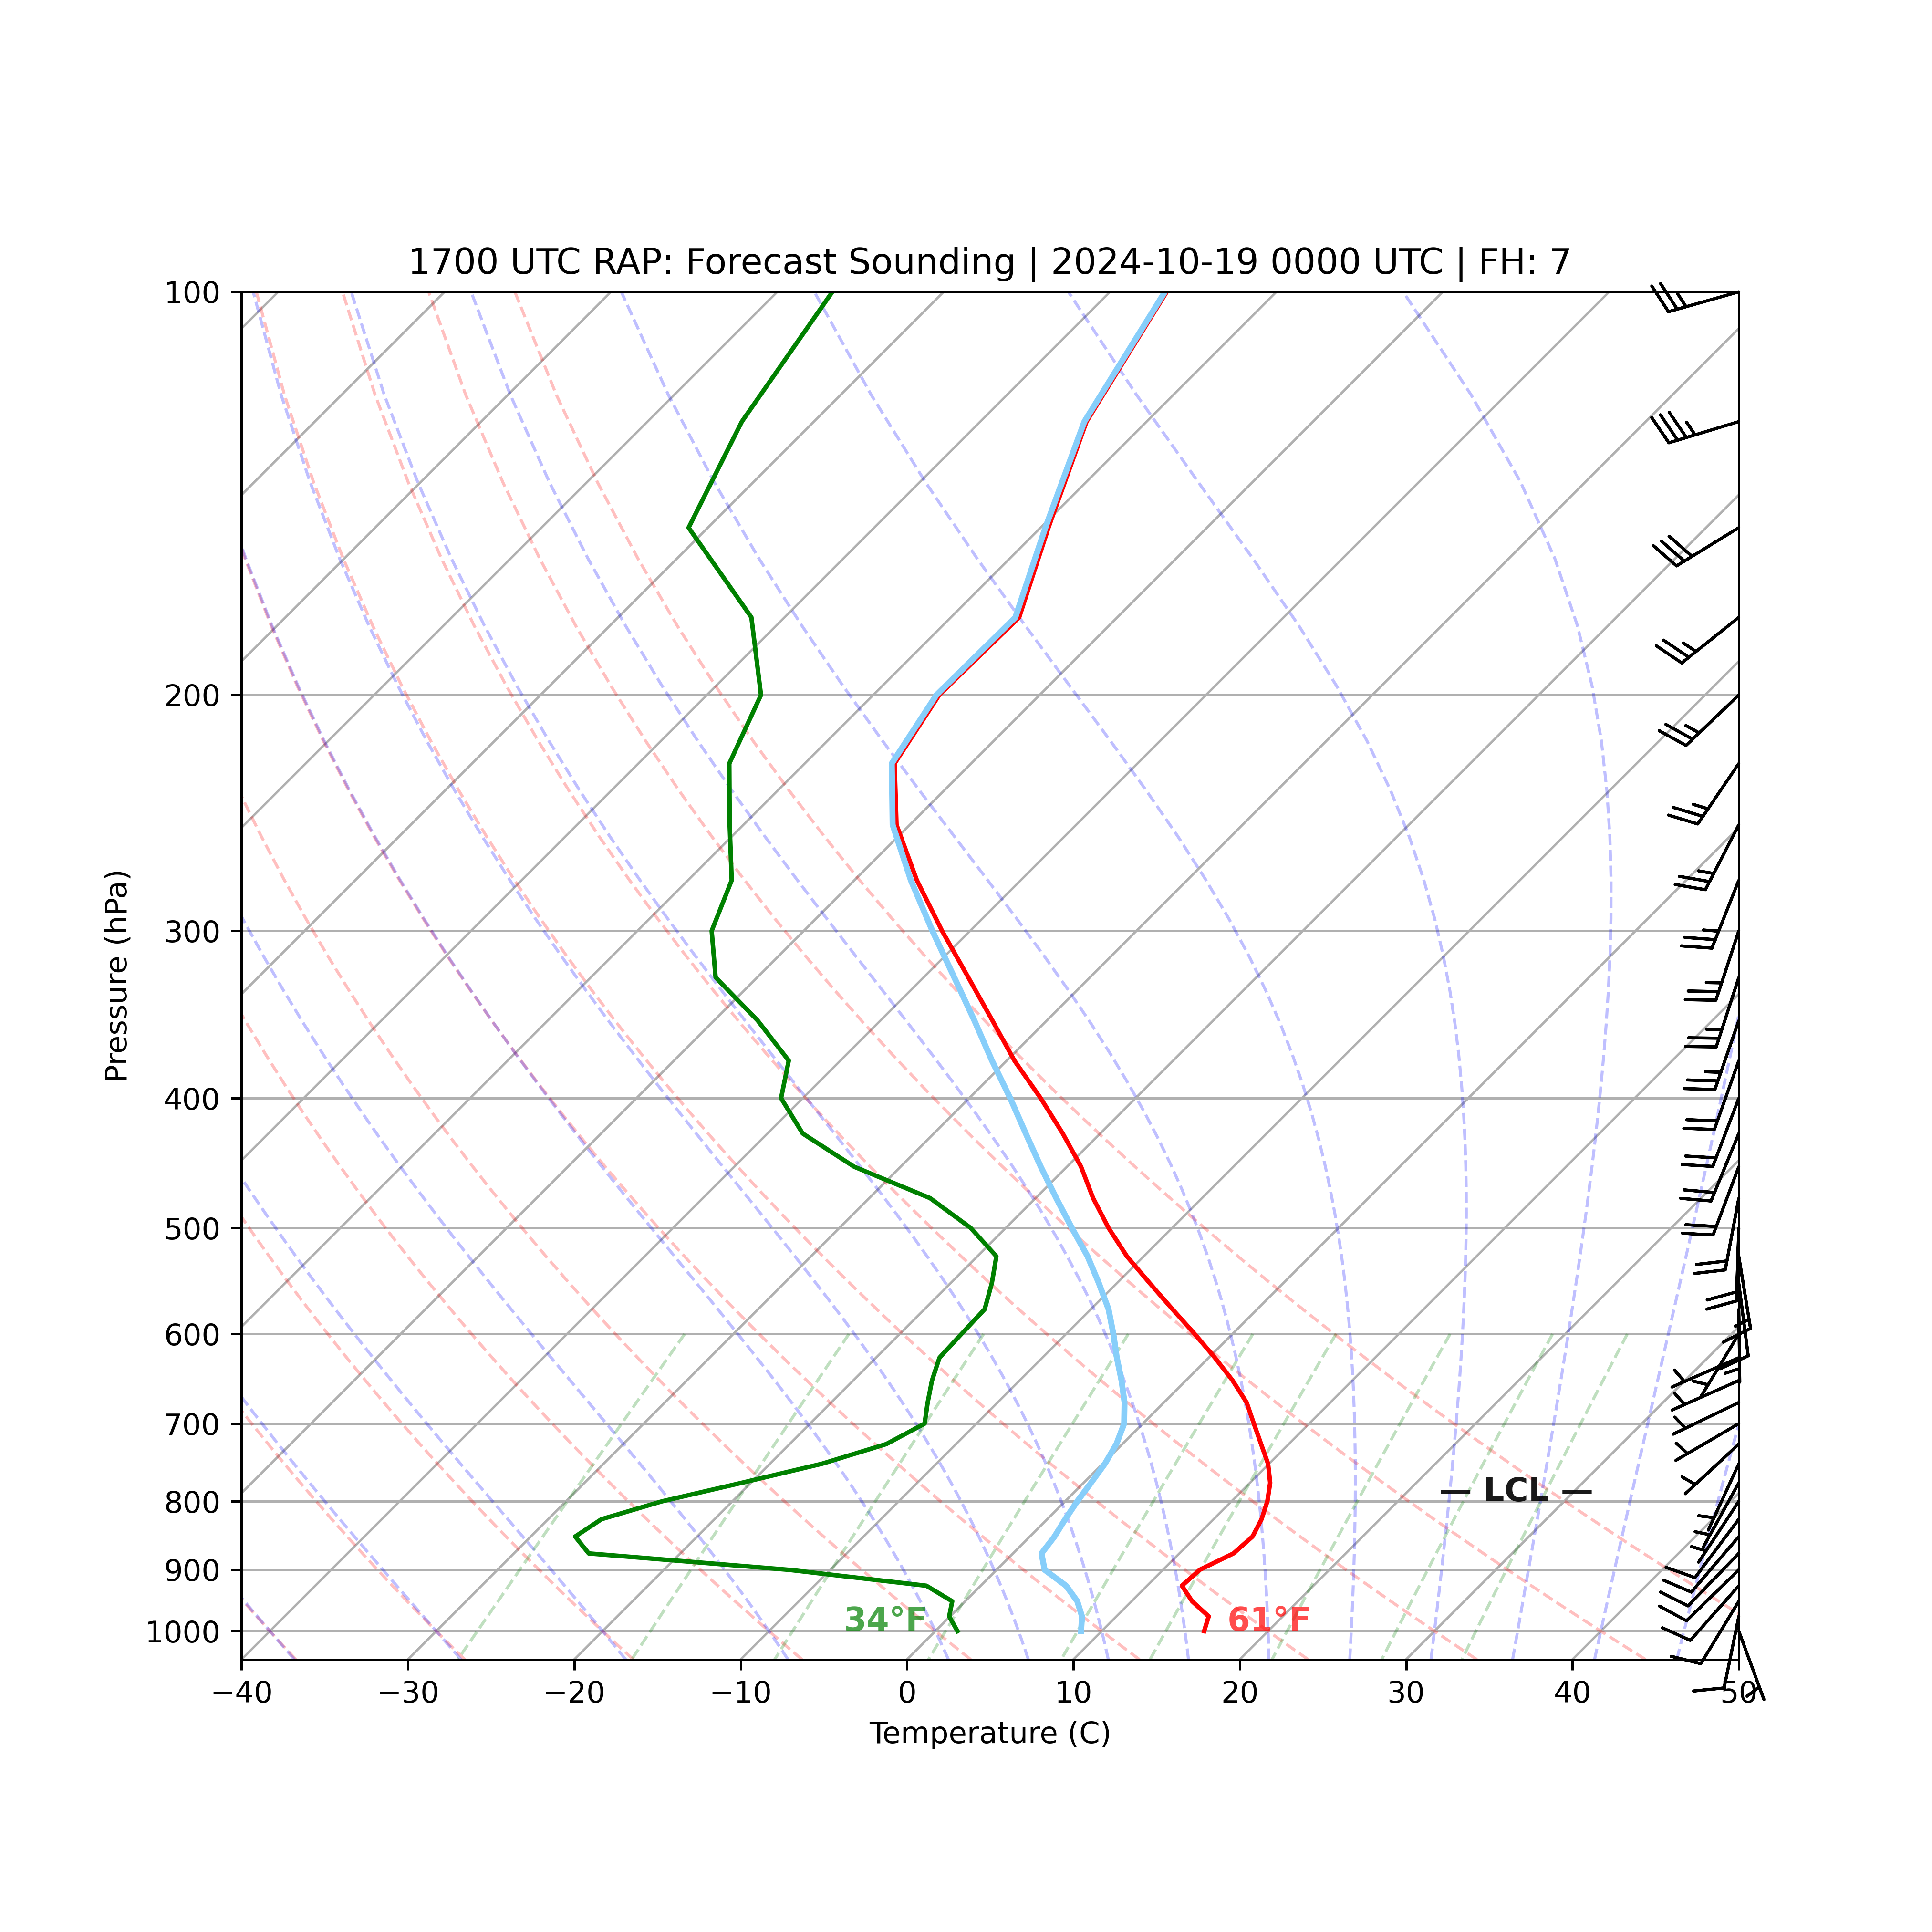 1700 UTC RAP: Forecast Sounding | 2024-10-19 0000 UTC | FH: 7
100
200
300
400
500
600
700
800
900
1000
Pressure (hPa)
— LCL —
34°F
61°F
−40 −30 −20 −10 0 10 20 30 40 50
Temperature (C)